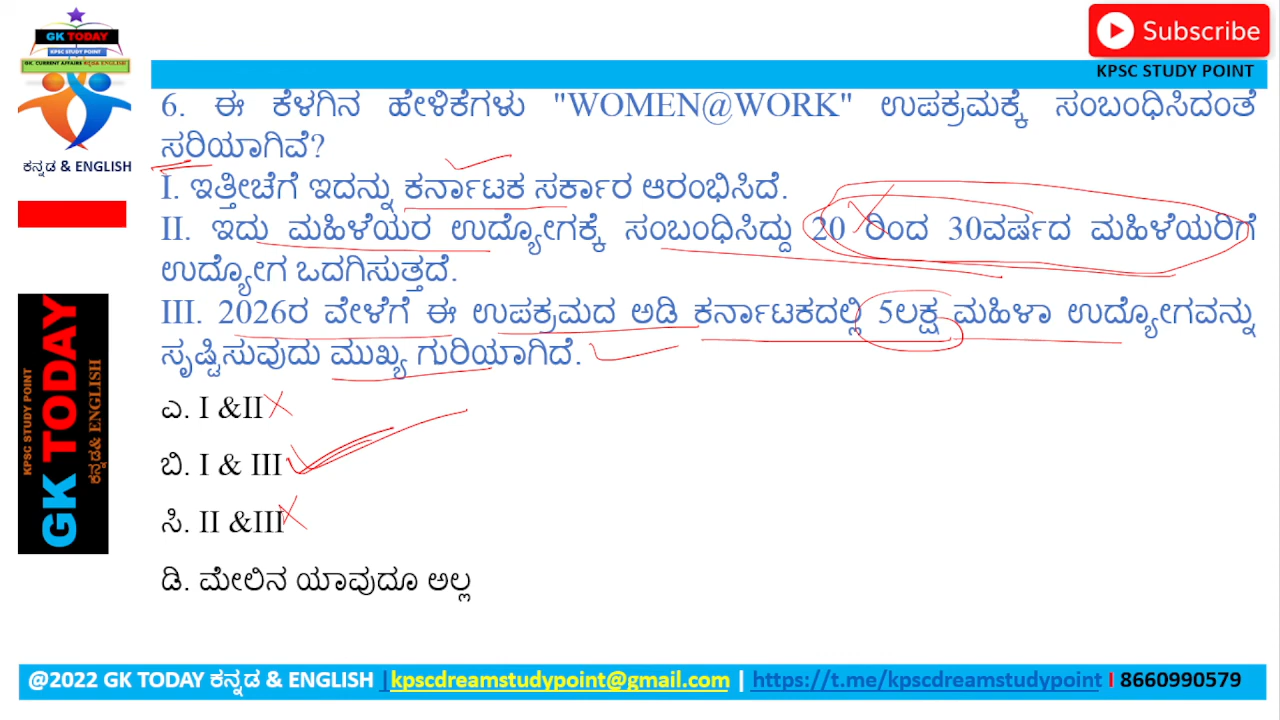 GK TODAY
KPSC STUDY POINT
GK CURRENT AFFAIRS ಕನ್ನಡ & ENGLISH
ಕನ್ನಡ & ENGLISH
Subscribe
KPSC STUDY POINT
6. ಈ ಕೆಳಗಿನ ಹೇಳಿಕೆಗಳು "WOMEN@WORK" ಉಪಕ್ರಮಕ್ಕೆ ಸಂಬಂಧಿಸಿದಂತೆ
ಸರಿಯಾಗಿವೆ?
I. ಇತ್ತೀಚೆಗೆ ಇದನ್ನು ಕರ್ನಾಟಕ ಸರ್ಕಾರ ಆರಂಭಿಸಿದೆ.
II. ಇದು ಮಹಿಳೆಯರ ಉದ್ಯೋಗಕ್ಕೆ ಸಂಬಂಧಿಸಿದ್ದು 20 ರಿಂದ 30ವರ್ಷದ ಮಹಿಳೆಯರಿಗೆ
ಉದ್ಯೋಗ ಒದಗಿಸುತ್ತದೆ.
III. 2026ರ ವೇಳೆಗೆ ಈ ಉಪಕ್ರಮದ ಅಡಿ ಕರ್ನಾಟಕದಲ್ಲಿ 5ಲಕ್ಷ ಮಹಿಳಾ ಉದ್ಯೋಗವನ್ನು
ಸೃಷ್ಟಿಸುವುದು ಮುಖ್ಯ ಗುರಿಯಾಗಿದೆ.
ಎ. I &II
ಬಿ. I & III
ಸಿ. II &III
ಡಿ. ಮೇಲಿನ ಯಾವುದೂ ಅಲ್ಲ
KPSC STUDY POINT
GK TODAY
ಕನ್ನಡ& ENGLISH
@2022 GK TODAY ಕನ್ನಡ & ENGLISH |kpscdreamstudypoint@gmail.com | https://t.me/kpscdreamstudypoint I 8660990579